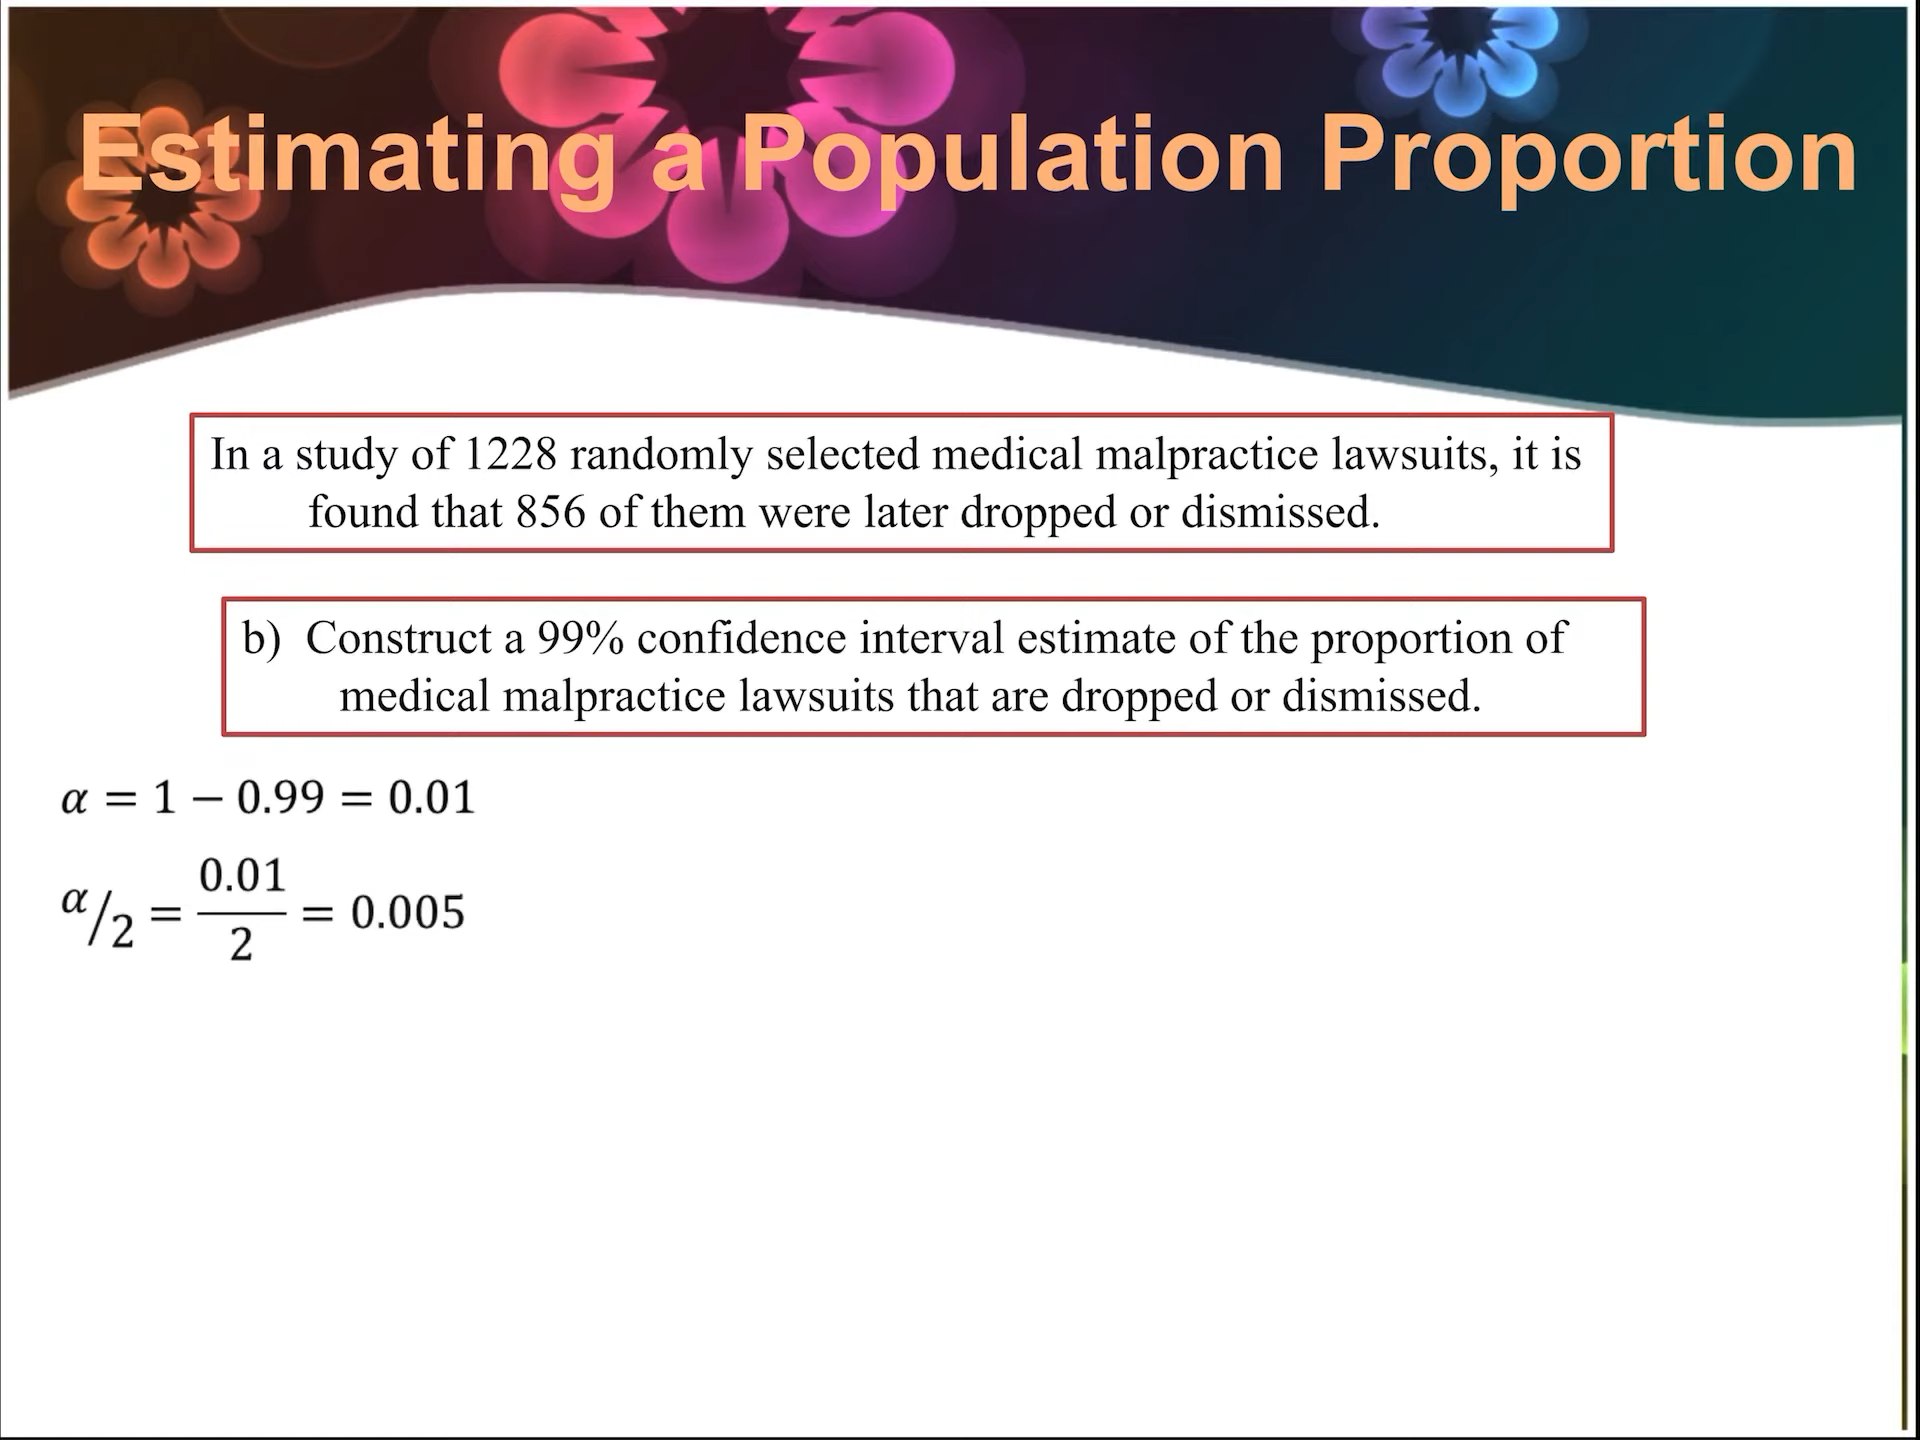 Estimating a Population Proportion
In a study of 1228 randomly selected medical malpractice lawsuits, it is
found that 856 of them were later dropped or dismissed.
b) Construct a 99% confidence interval estimate of the proportion of
medical malpractice lawsuits that are dropped or dismissed.
α = 1 − 0.99 = 0.01
α/2 = 0.01/2 = 0.005